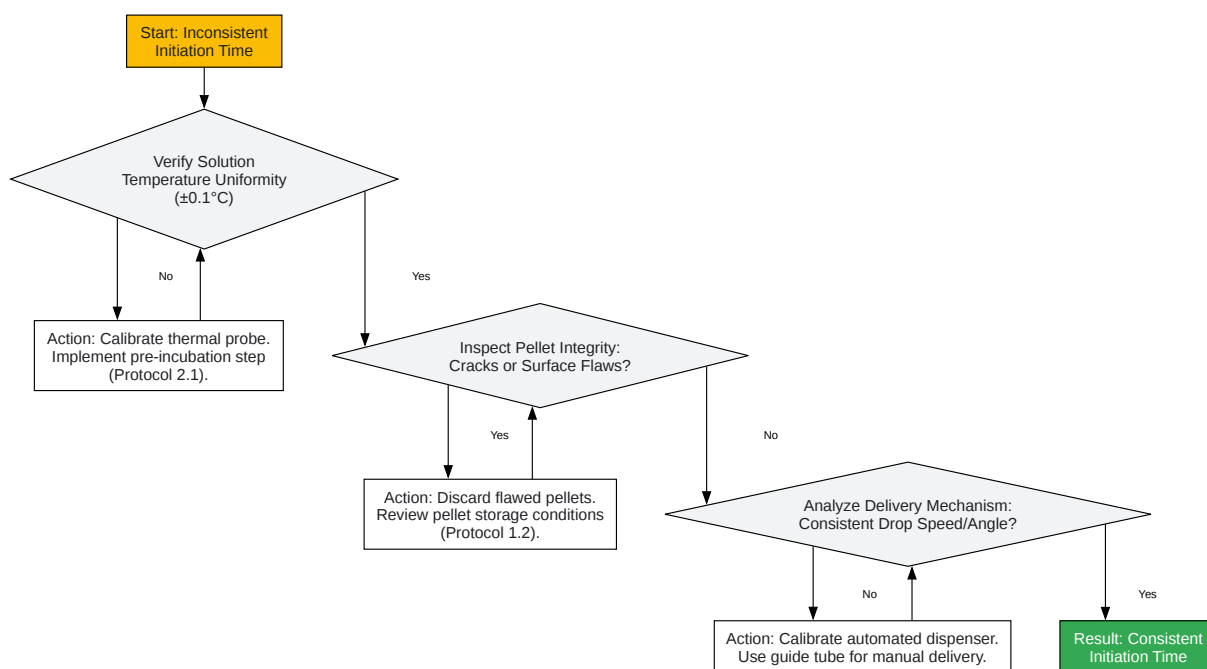 Start: Inconsistent
Initiation Time
Verify Solution
Temperature Uniformity
(±0.1°C)
No
Yes
Action: Calibrate thermal probe.
Implement pre-incubation step
(Protocol 2.1).
Inspect Pellet Integrity:
Cracks or Surface Flaws?
Yes
No
Action: Discard flawed pellets.
Review pellet storage conditions
(Protocol 1.2).
Analyze Delivery Mechanism:
Consistent Drop Speed/Angle?
No
Yes
Action: Calibrate automated dispenser.
Use guide tube for manual delivery.
Result: Consistent
Initiation Time